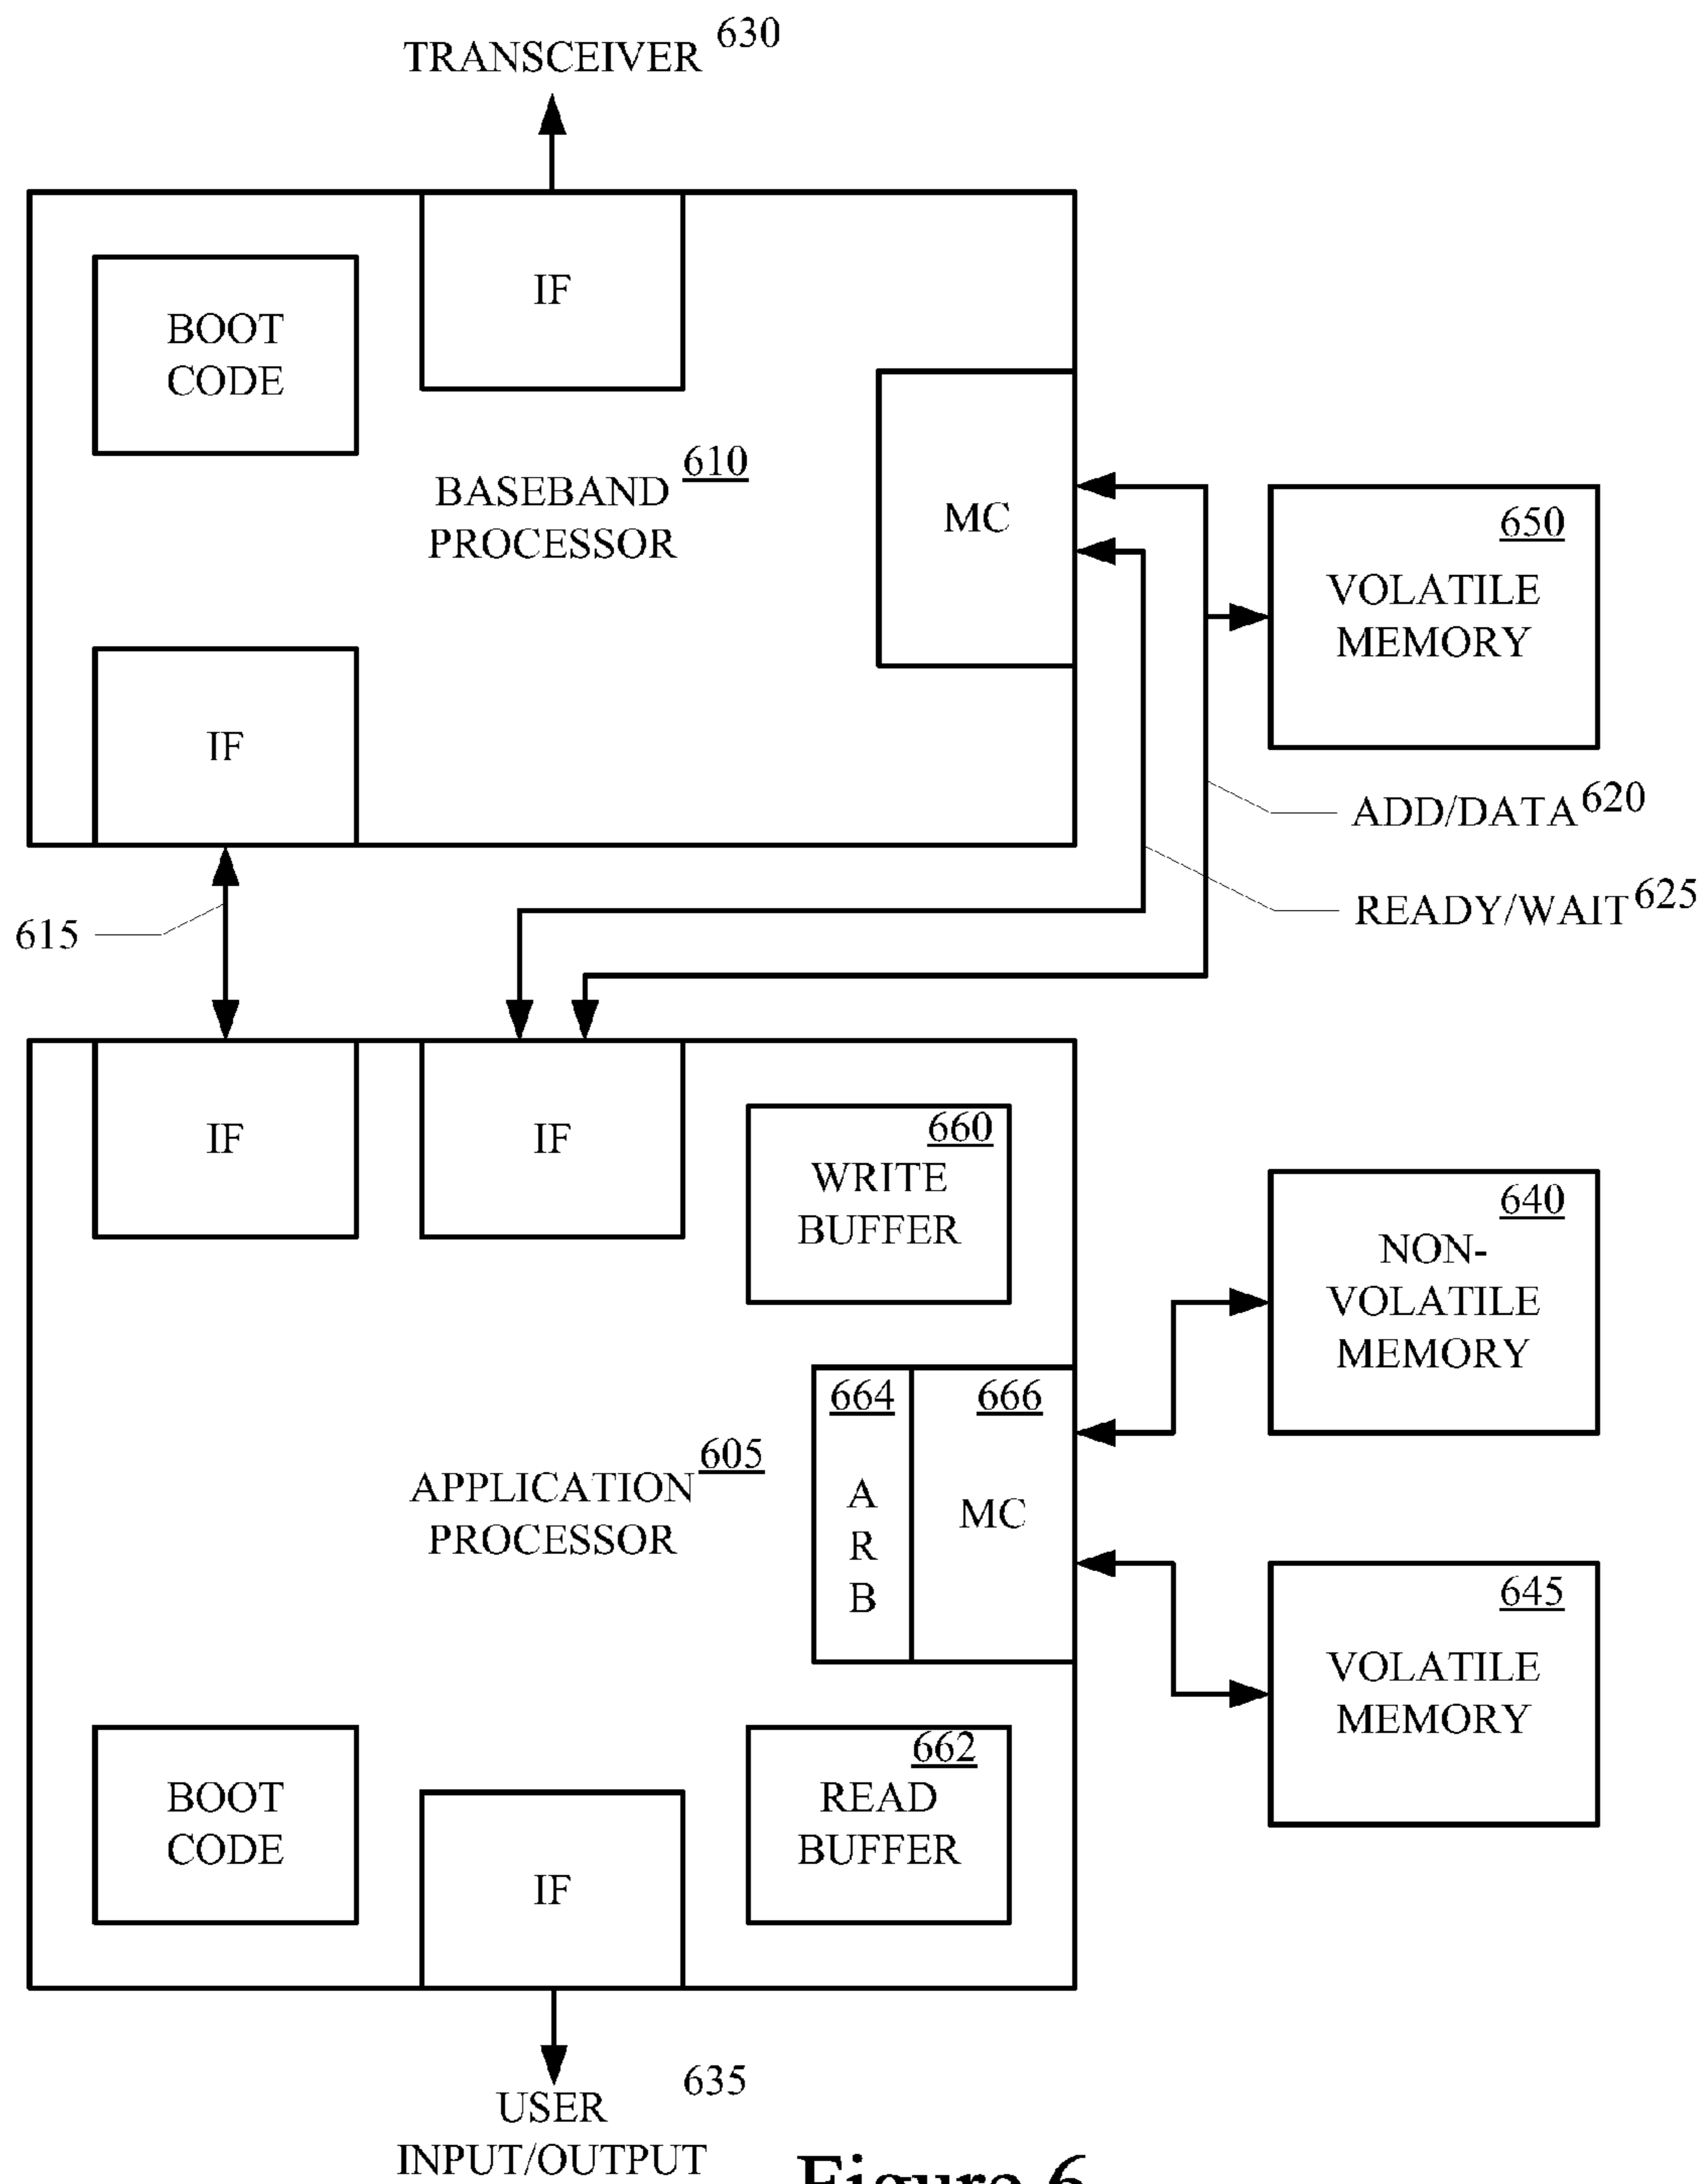 630
TRANSCEIVER
IF
BOOT
CODE
610
BASEBAND
PROCESSOR
MC
650
VOLATILE
MEMORY
IF
ADD/DATA 620
READY/WAIT 625
615
IF
IF
660
WRITE
BUFFER
640
NON-
VOLATILE
MEMORY
664
A
R
B
666
MC
605
APPLICATION
PROCESSOR
645
VOLATILE
MEMORY
BOOT
CODE
IF
662
READ
BUFFER
635
USER
INPUT/OUTPUT
Figure 6